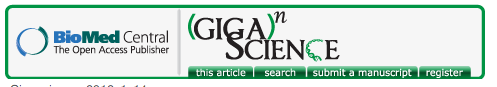 BioMed Central
The Open Access Publisher
(GIGA)n
SCIENCE
this article | search | submit a manuscript | register